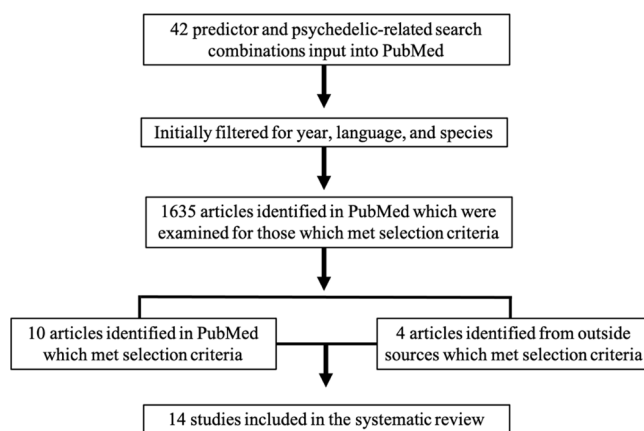 42 predictor and psychedelic-related search
combinations input into PubMed
Initially filtered for year, language, and species
1635 articles identified in PubMed which were
examined for those which met selection criteria
10 articles identified in PubMed
which met selection criteria
4 articles identified from outside
sources which met selection criteria
14 studies included in the systematic review